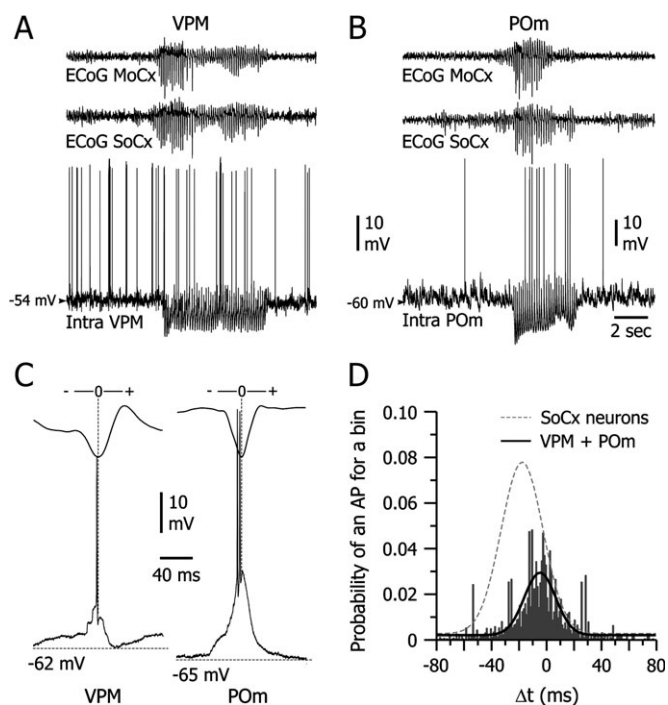 A
VPM
ECoG MoCx
ECoG SoCx
10
mV
-54 mV
Intra VPM
B
POm
ECoG MoCx
ECoG SoCx
10
mV
-60 mV
Intra POm
2 sec
C
- 0 +
- 0 +
10
mV
40 ms
-62 mV
-65 mV
VPM
POm
D
Probability of an AP for a bin
0.10
0.08
0.06
0.04
0.02
0
SoCx neurons
VPM + POm
-80 -40 0 40 80
Δt (ms)